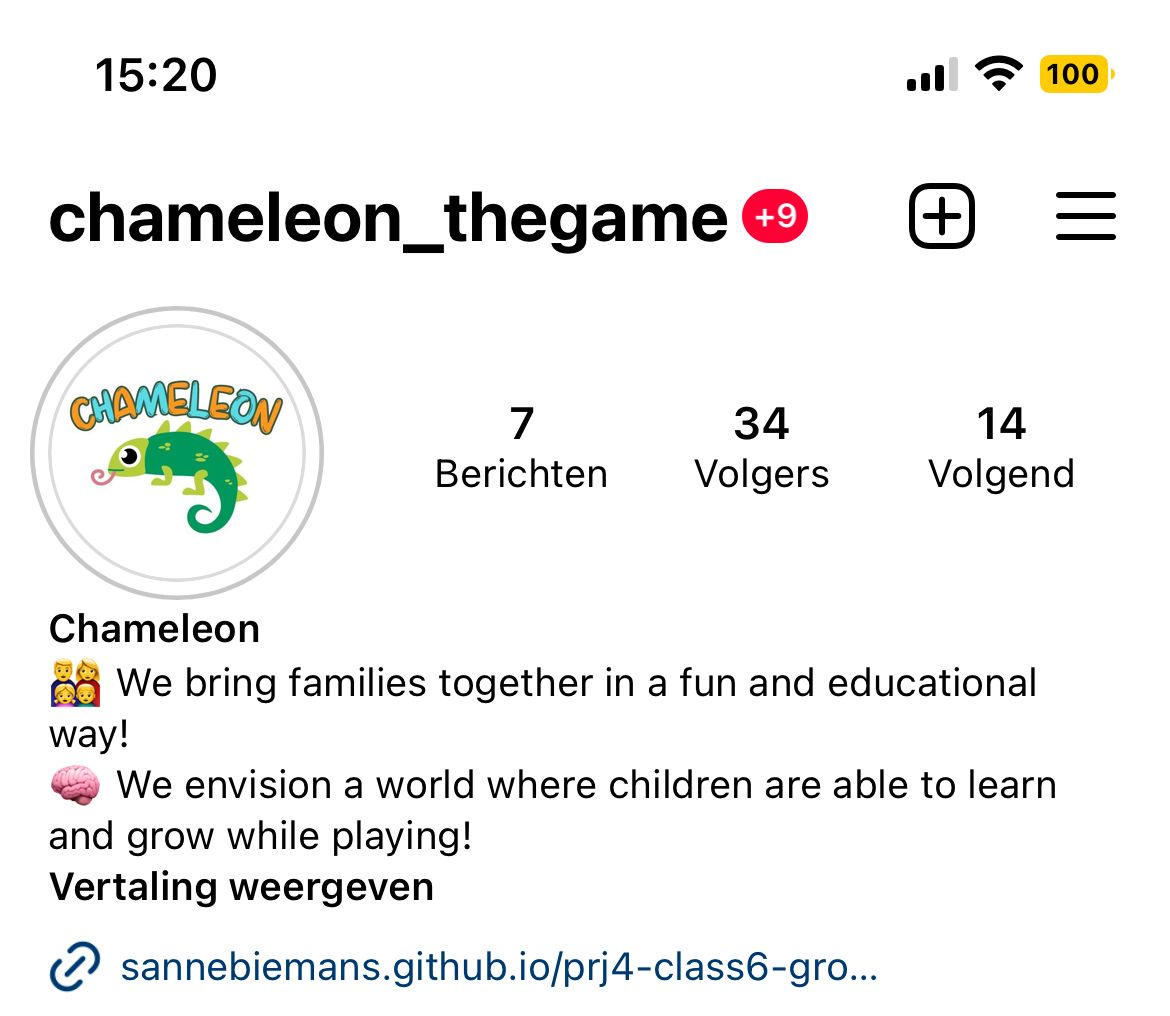 15:20
100
chameleon_thegame +9
CHAMELEON
7 34 14
Berichten Volgers Volgend
Chameleon
👨‍👩‍👧‍👦 We bring families together in a fun and educational
way!
🧠 We envision a world where children are able to learn
and grow while playing!
Vertaling weergeven
sannebiemans.github.io/prj4-class6-gro...